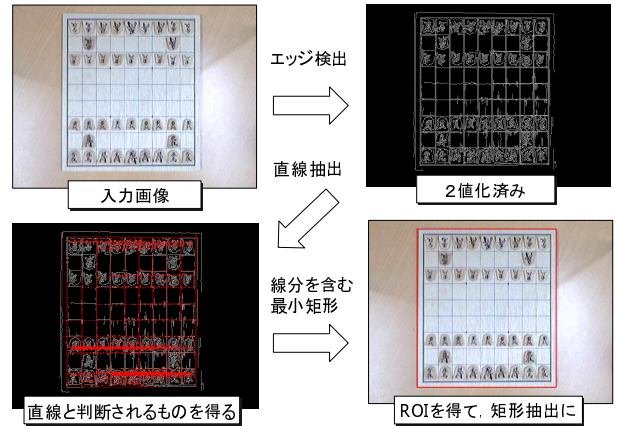 エッジ検出
入力画像
２値化済み
直線抽出
線分を含む
最小矩形
直線と判断されるものを得る
ROIを得て，矩形抽出に